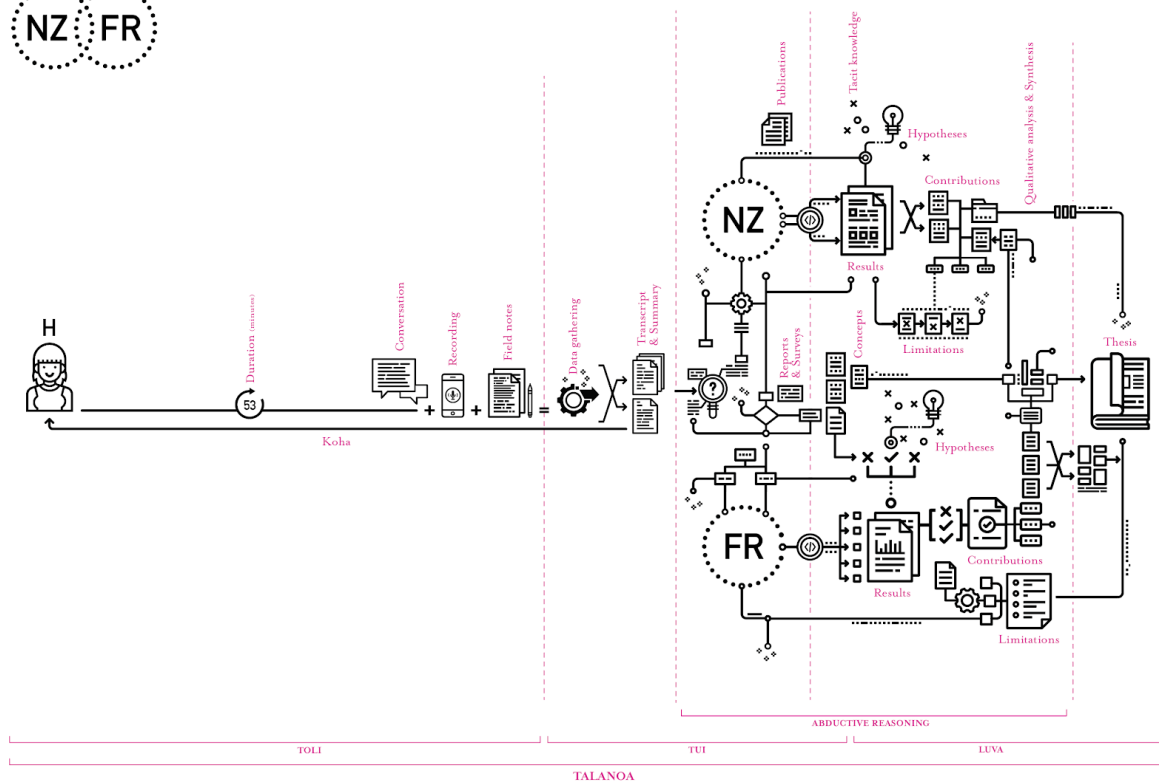 NZ FR
Publications
Tacit knowledge
Hypotheses
Qualitative analysis & Synthesis
Contributions
NZ
</>
Results
Conversation
Recording
Field notes
Data gathering
Transcript
& Summary
Reports
& Surveys
Concepts
Limitations
Thesis
H
Duration (minutes)
53
+
+
=
?
Koha
Hypotheses
FR
</>
Results
Contributions
Limitations
ABDUCTIVE REASONING
TOLI
TUI
LUVA
TALANOA